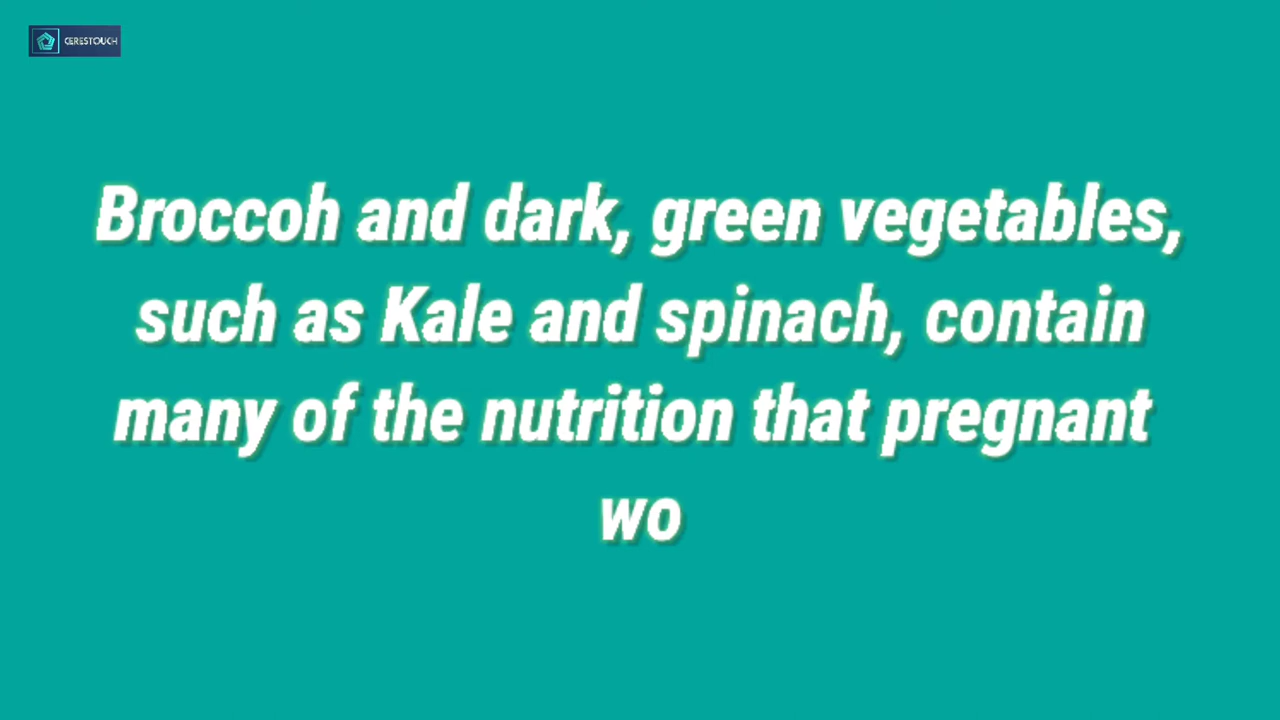 CERESTOUCH
Broccoh and dark, green vegetables,
such as Kale and spinach, contain
many of the nutrition that pregnant
wo